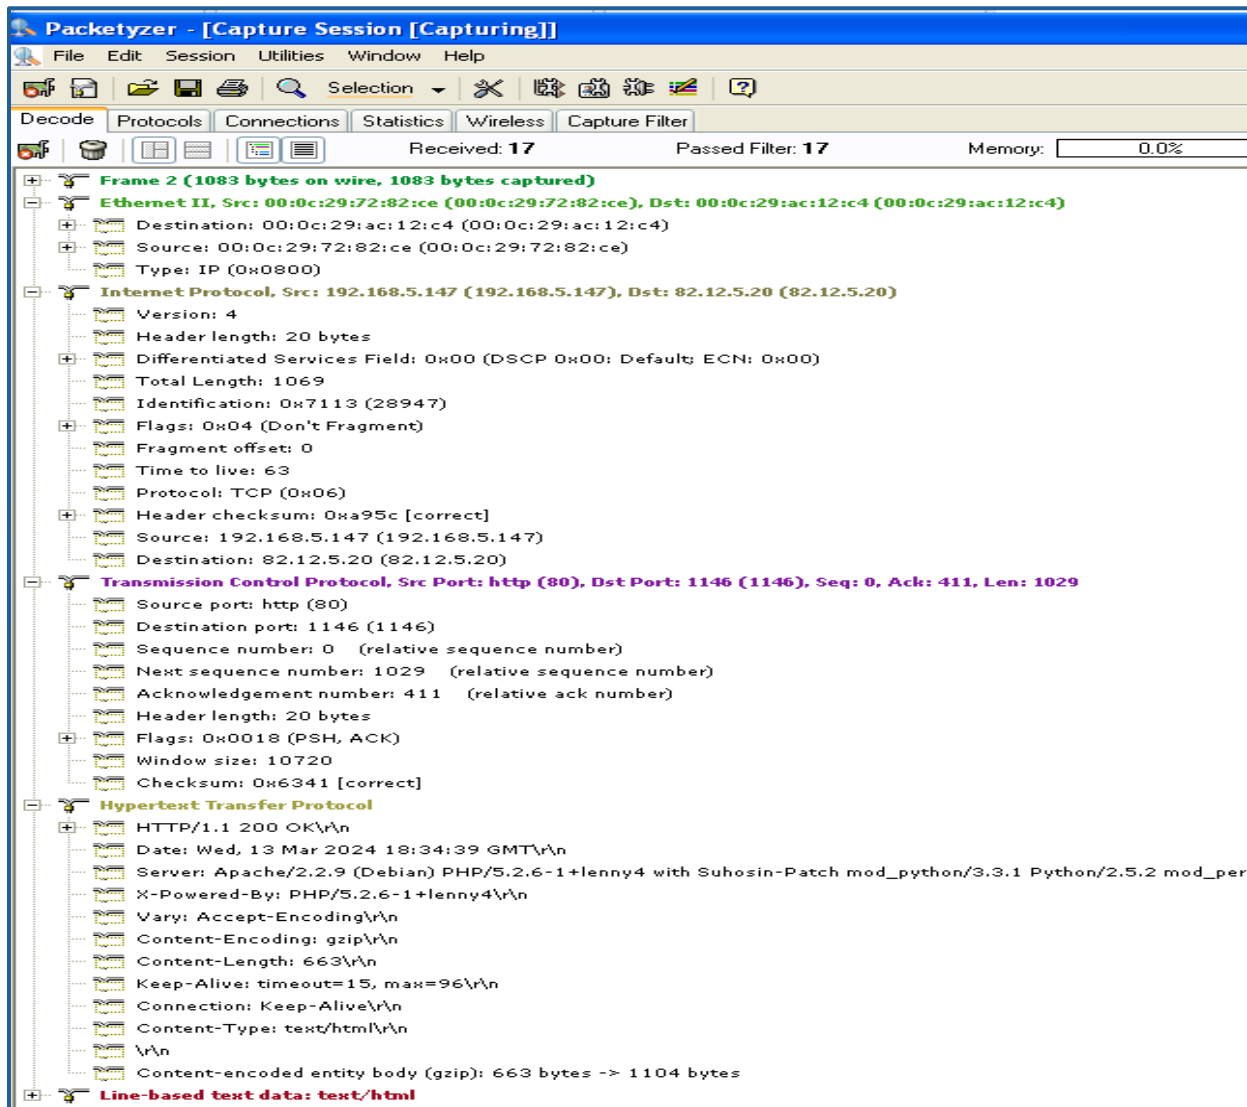 Packetyzer - [Capture Session [Capturing]]
File Edit Session Utilities Window Help
Selection
Decode Protocols Connections Statistics Wireless Capture Filter
Received: 17 Passed Filter: 17 Memory: 0.0%
Frame 2 (1083 bytes on wire, 1083 bytes captured)
Ethernet II, Src: 00:0c:29:72:82:ce (00:0c:29:72:82:ce), Dst: 00:0c:29:ac:12:c4 (00:0c:29:ac:12:c4)
Destination: 00:0c:29:ac:12:c4 (00:0c:29:ac:12:c4)
Source: 00:0c:29:72:82:ce (00:0c:29:72:82:ce)
Type: IP (0x0800)
Internet Protocol, Src: 192.168.5.147 (192.168.5.147), Dst: 82.12.5.20 (82.12.5.20)
Version: 4
Header length: 20 bytes
Differentiated Services Field: 0x00 (DSCP 0x00: Default; ECN: 0x00)
Total Length: 1069
Identification: 0x7113 (28947)
Flags: 0x04 (Don't Fragment)
Fragment offset: 0
Time to live: 63
Protocol: TCP (0x06)
Header checksum: 0xa95c [correct]
Source: 192.168.5.147 (192.168.5.147)
Destination: 82.12.5.20 (82.12.5.20)
Transmission Control Protocol, Src Port: http (80), Dst Port: 1146 (1146), Seq: 0, Ack: 411, Len: 1029
Source port: http (80)
Destination port: 1146 (1146)
Sequence number: 0 (relative sequence number)
Next sequence number: 1029 (relative sequence number)
Acknowledgement number: 411 (relative ack number)
Header length: 20 bytes
Flags: 0x0018 (PSH, ACK)
Window size: 10720
Checksum: 0x6341 [correct]
Hypertext Transfer Protocol
HTTP/1.1 200 OK\r\n
Date: Wed, 13 Mar 2024 18:34:39 GMT\r\n
Server: Apache/2.2.9 (Debian) PHP/5.2.6-1+lenny4 with Suhosin-Patch mod_python/3.3.1 Python/2.5.2 mod_per
X-Powered-By: PHP/5.2.6-1+lenny4\r\n
Vary: Accept-Encoding\r\n
Content-Encoding: gzip\r\n
Content-Length: 663\r\n
Keep-Alive: timeout=15, max=96\r\n
Connection: Keep-Alive\r\n
Content-Type: text/html\r\n
\r\n
Content-encoded entity body (gzip): 663 bytes -> 1104 bytes
Line-based text data: text/html